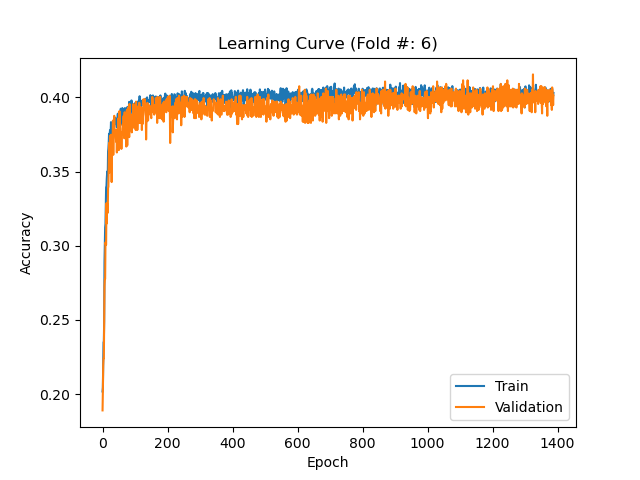 Learning Curve (Fold #: 6)
Accuracy
0.40
0.35
0.30
0.25
0.20
0 200 400 600 800 1000 1200 1400
Epoch
Train
Validation